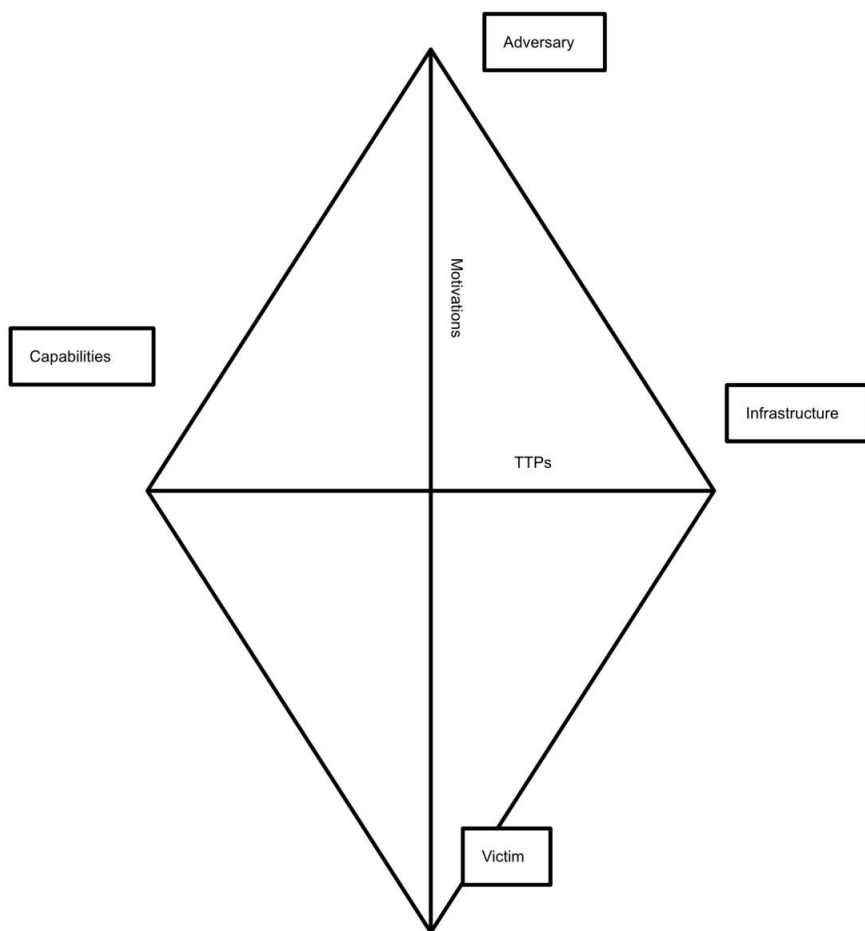 Adversary
Motivations
Capabilities
Infrastructure
TTPs
Victim